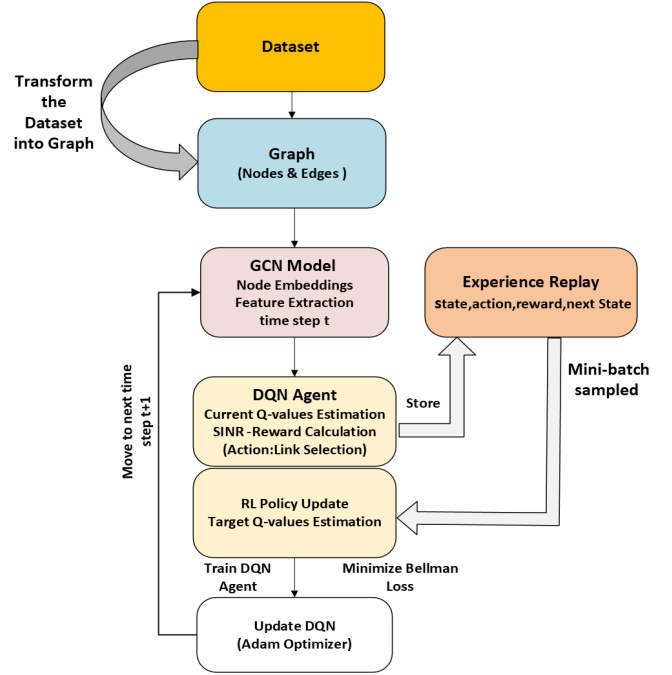 Dataset
Transform
the
Dataset
into Graph
Graph
(Nodes & Edges )
GCN Model
Node Embeddings
Feature Extraction
time step t
Experience Replay
state,action,reward,next State
Mini-batch
sampled
Store
DQN Agent
Current Q-values Estimation
SINR -Reward Calculation
(Action:Link Selection)
Move to next time
step t+1
RL Policy Update
Target Q-values Estimation
Train DQN
Agent
Minimize Bellman
Loss
Update DQN
(Adam Optimizer)